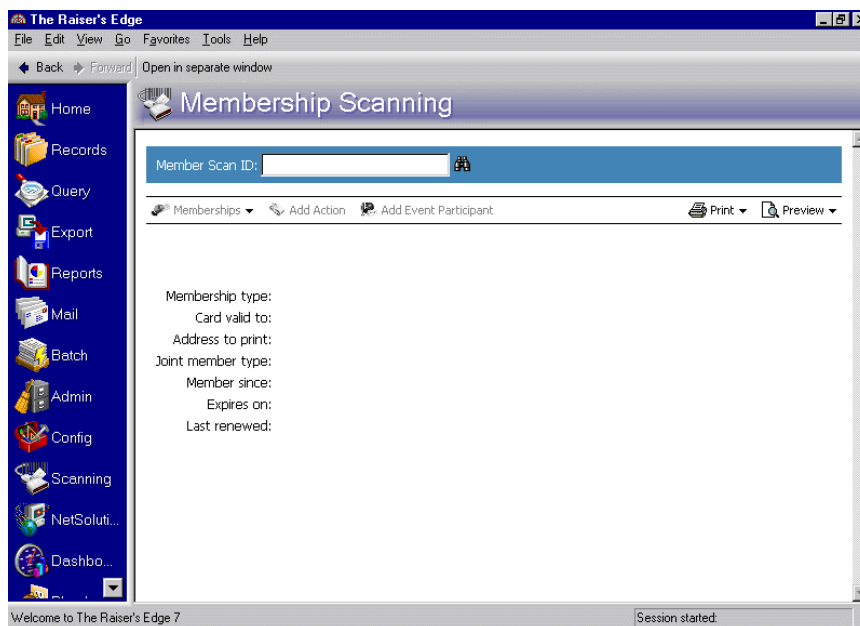 The Raiser's Edge
File Edit View Go Favorites Tools Help
Back Forward Open in separate window
Home
Records
Query
Export
Reports
Mail
Batch
Admin
Config
Scanning
NetSoluti...
Dashbo...
Membership Scanning
Member Scan ID:
Memberships Add Action Add Event Participant Print Preview
Membership type:
Card valid to:
Address to print:
Joint member type:
Member since:
Expires on:
Last renewed:
Welcome to The Raiser's Edge 7 Session started: